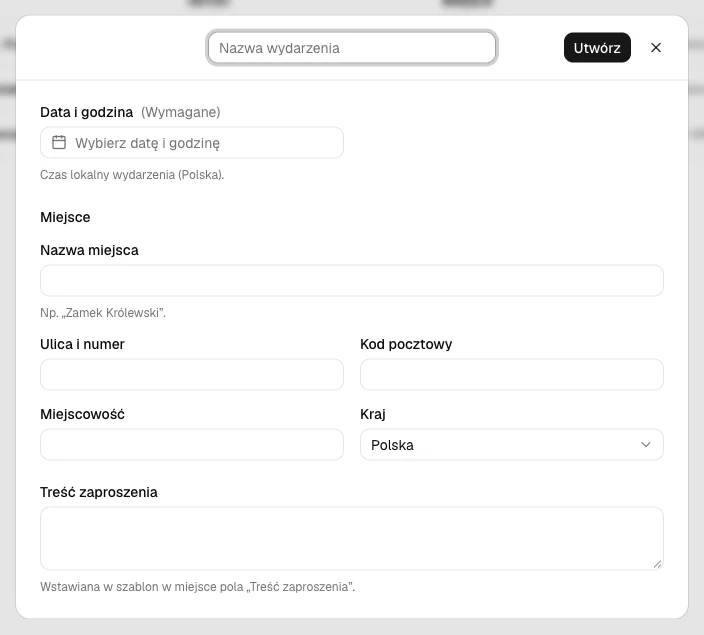 Nazwa wydarzenia
Utwórz
Data i godzina (Wymagane)
Wybierz datę i godzinę
Czas lokalny wydarzenia (Polska).
Miejsce
Nazwa miejsca
Np. „Zamek Królewski”.
Ulica i numer
Kod pocztowy
Miejscowość
Kraj
Polska
Treść zaproszenia
Wstawiana w szablon w miejsce pola „Treść zaproszenia”.